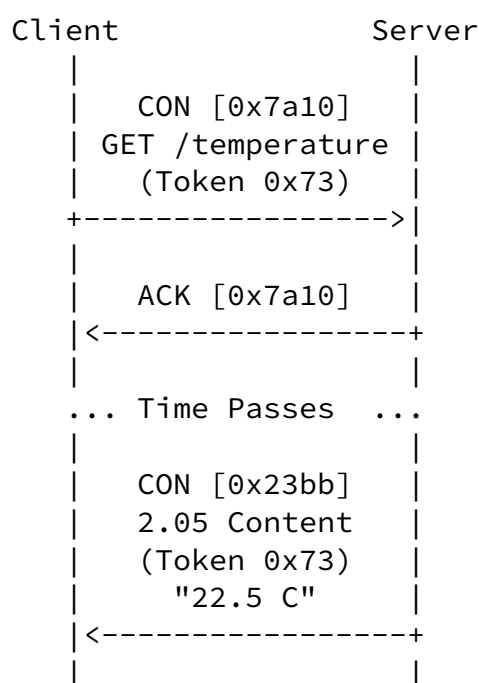 Client              Server
   |                  |
   |   CON [0x7a10]   |
   | GET /temperature |
   |   (Token 0x73)   |
   +----------------->|
   |                  |
   |   ACK [0x7a10]   |
   |<-----------------+
   |                  |
   ... Time Passes  ...
   |                  |
   |   CON [0x23bb]   |
   |   2.05 Content   |
   |   (Token 0x73)   |
   |     "22.5 C"     |
   |<-----------------+
   |                  |